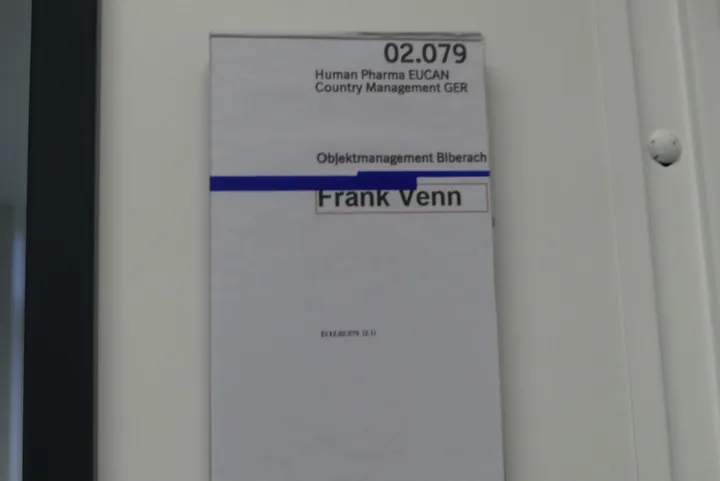 02.079
Human Pharma EUCAN
Country Management GER
Objektmanagement Biberach
Frank Venn